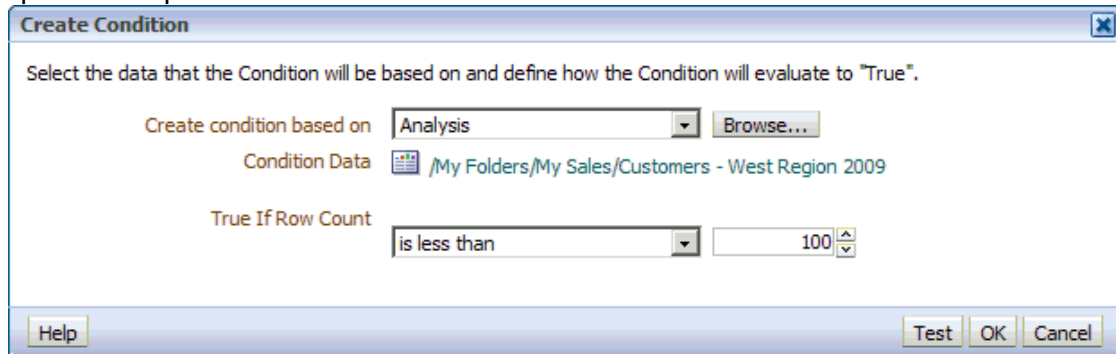 Create Condition
Select the data that the Condition will be based on and define how the Condition will evaluate to "True".
Create condition based on Analysis Browse...
Condition Data /My Folders/My Sales/Customers - West Region 2009
True If Row Count
is less than 100
Help Test OK Cancel